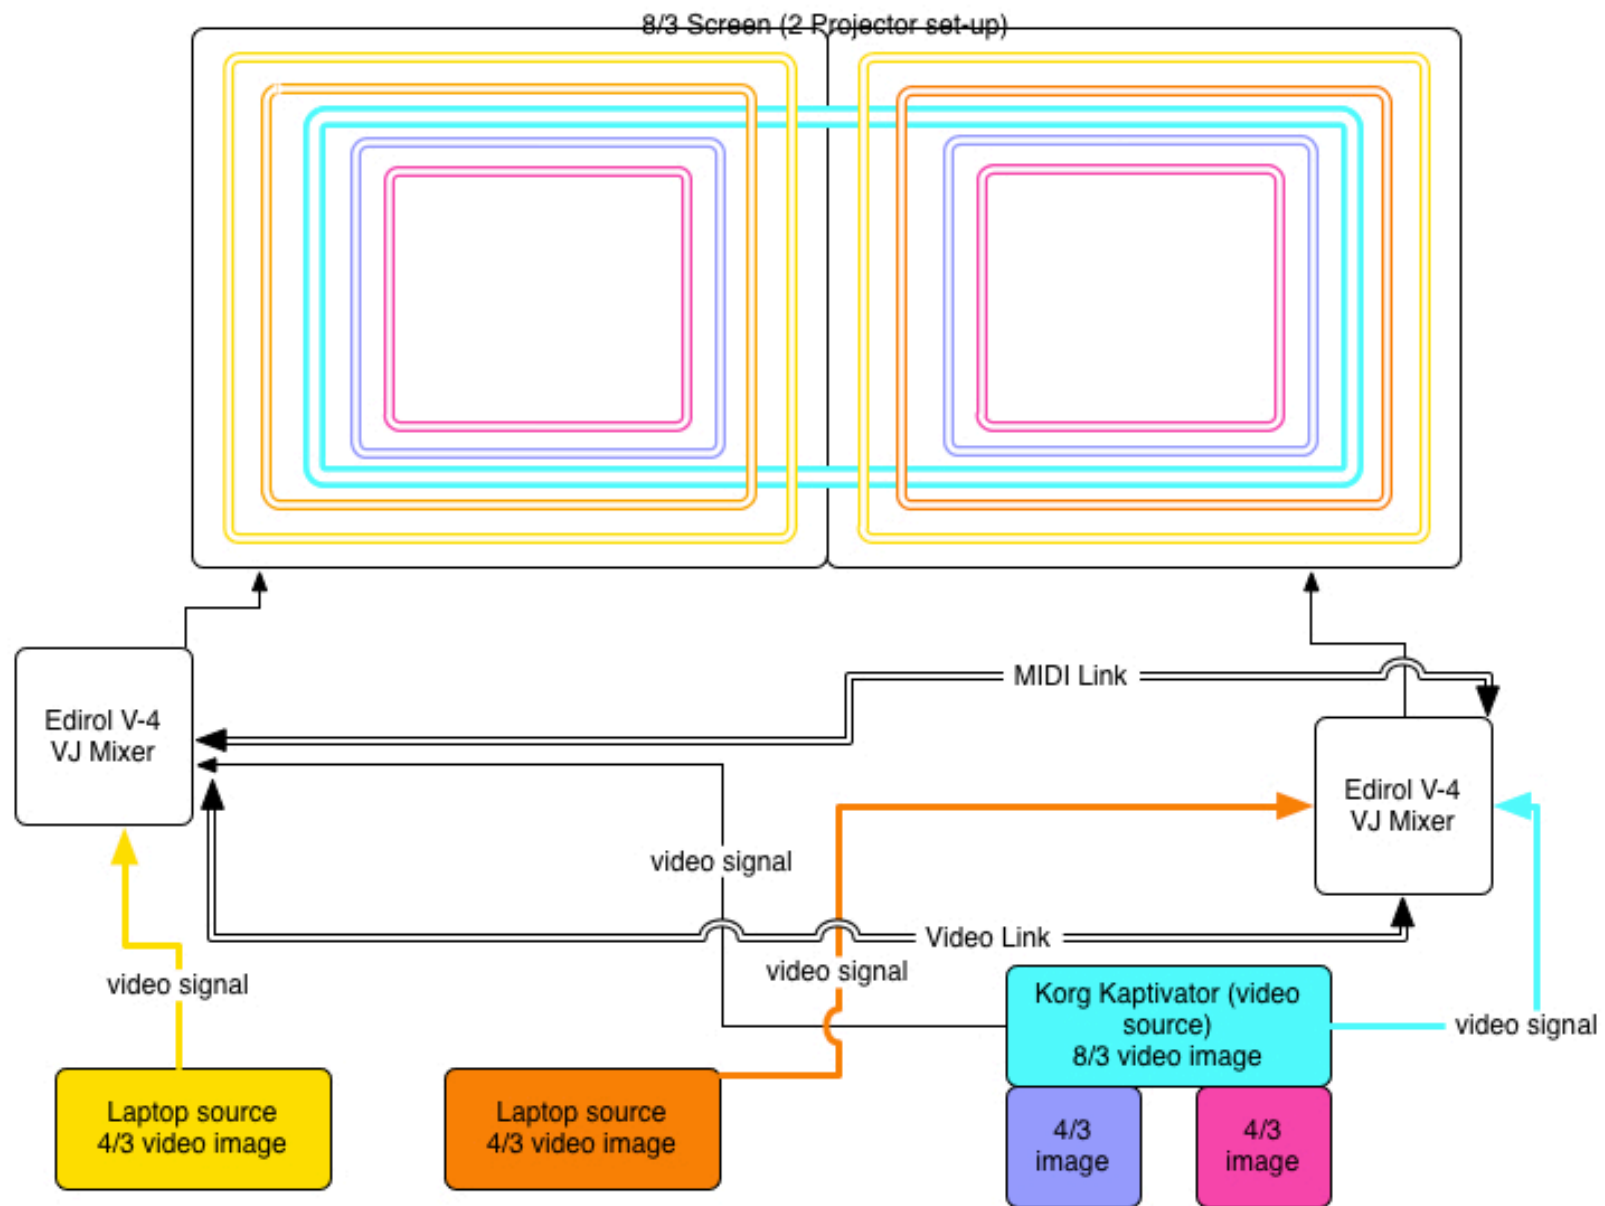 8/3 Screen (2 Projector set-up)
MIDI Link
Edirol V-4
VJ Mixer
Edirol V-4
VJ Mixer
video signal
Video Link
video signal
video signal
Korg Kaptivator (video
source)
8/3 video image
video signal
Laptop source
4/3 video image
Laptop source
4/3 video image
4/3
image
4/3
image